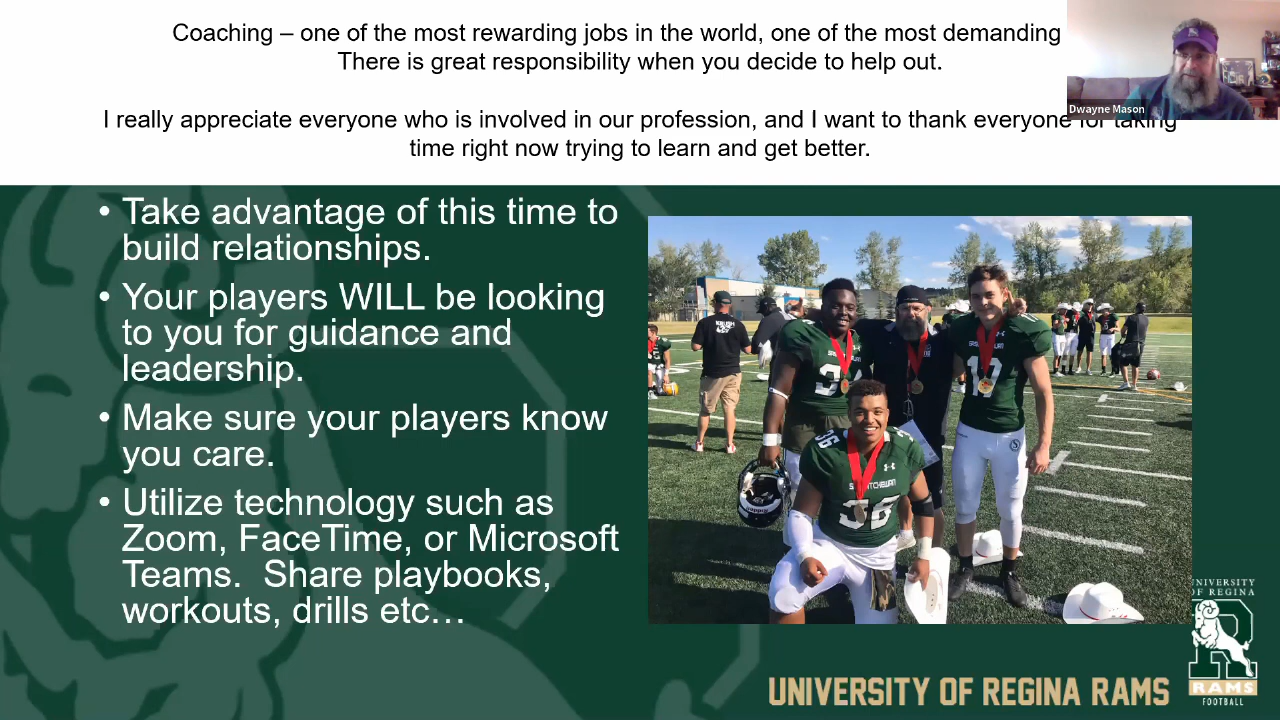 Coaching – one of the most rewarding jobs in the world, one of the most demanding
There is great responsibility when you decide to help out.
Dwayne Mason
I really appreciate everyone who is involved in our profession, and I want to thank everyone for taking
time right now trying to learn and get better.
• Take advantage of this time to
build relationships.
• Your players WILL be looking
to you for guidance and
leadership.
• Make sure your players know
you care.
• Utilize technology such as
Zoom, FaceTime, or Microsoft
Teams. Share playbooks,
workouts, drills etc…
SASKATCHEWAN
12
36
UNIVERSITY
OF REGINA
R
RAMS
FOOTBALL
UNIVERSITY OF REGINA RAMS